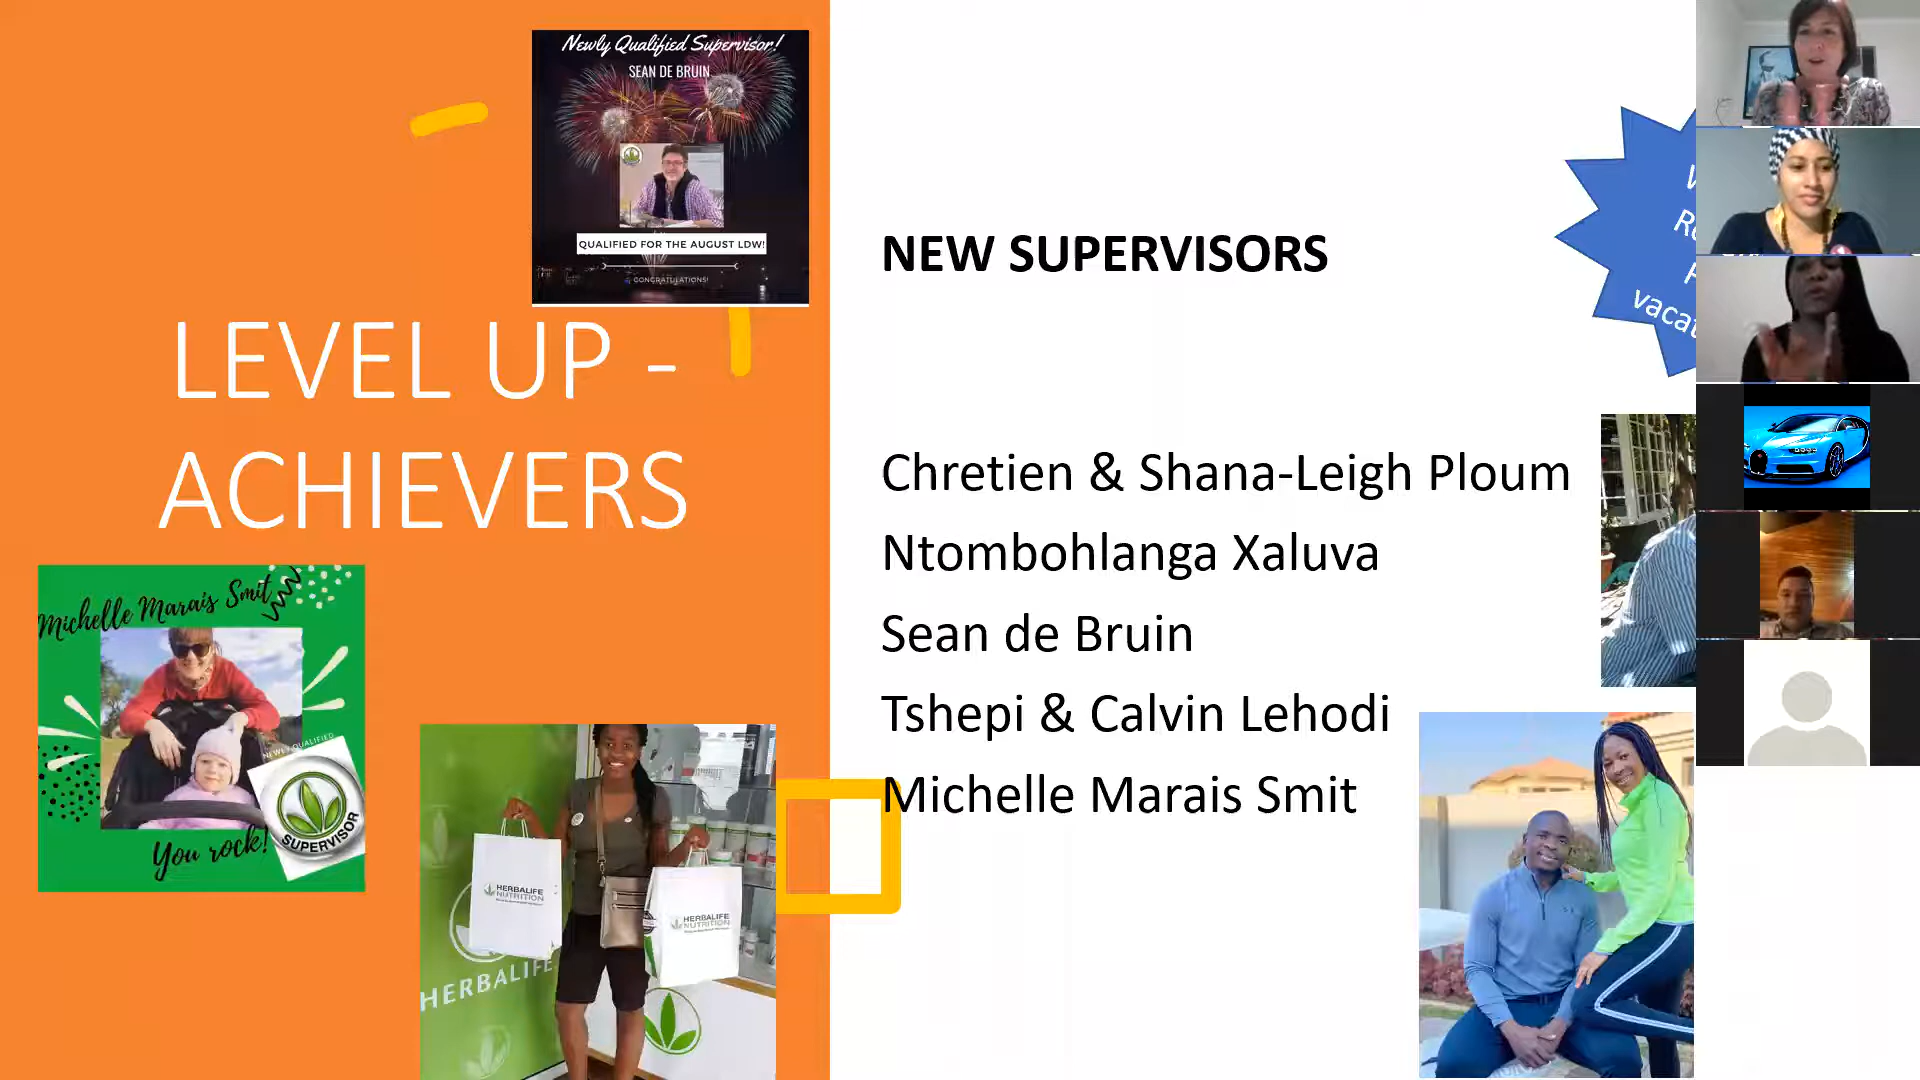 Newly Qualified Supervisor!
SEAN DE BRUIN
QUALIFIED FOR THE AUGUST LDW!
CONGRATULATIONS!
LEVEL UP -
ACHIEVERS
Michelle Marais Smit
NEWLY QUALIFIED
SUPERVISOR
You rock!
HERBALIFE
NUTRITION
HERBALIFE
NUTRITION
HERBALIFE
NEW SUPERVISORS
Chretien & Shana-Leigh Ploum
Ntombohlanga Xaluva
Sean de Bruin
Tshepi & Calvin Lehodi
Michelle Marais Smit